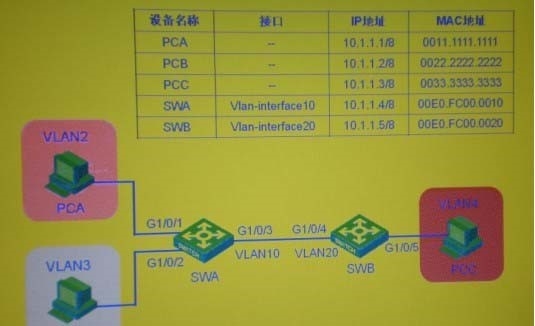 设备名称 接口 IP地址 MAC地址
PCA -- 10.1.1.1/8 0011.1111.1111
PCB -- 10.1.1.2/8 0022.2222.2222
PCC -- 10.1.1.3/8 0033.3333.3333
SWA Vlan-interface10 10.1.1.4/8 00E0.FC00.0010
SWB Vlan-interface20 10.1.1.5/8 00E0.FC00.0020
VLAN2
PCA
VLAN4
G1/0/1
G1/0/3 G1/0/4
VLAN3 G1/0/2 VLAN10 VLAN20 G1/0/5
SWITCH SWITCH
SWA SWB PCC